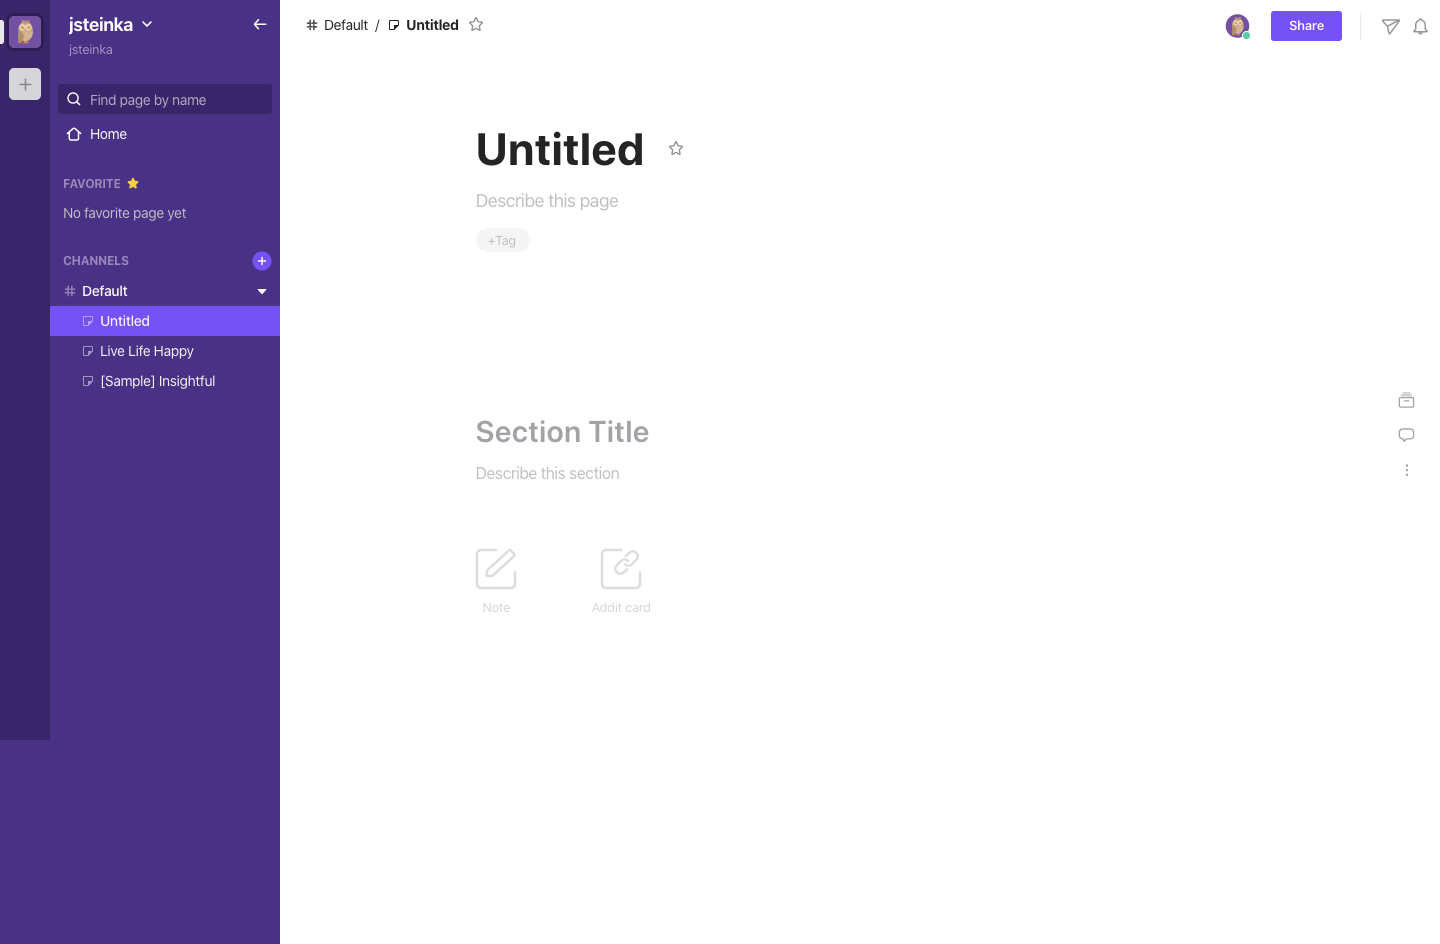 jsteinka
jsteinka
Find page by name
Home
FAVORITE
No favorite page yet
CHANNELS
Default
Untitled
Live Life Happy
[Sample] Insightful
Default / Untitled
Share
Untitled
Describe this page
+Tag
Section Title
Describe this section
Note
Addit card